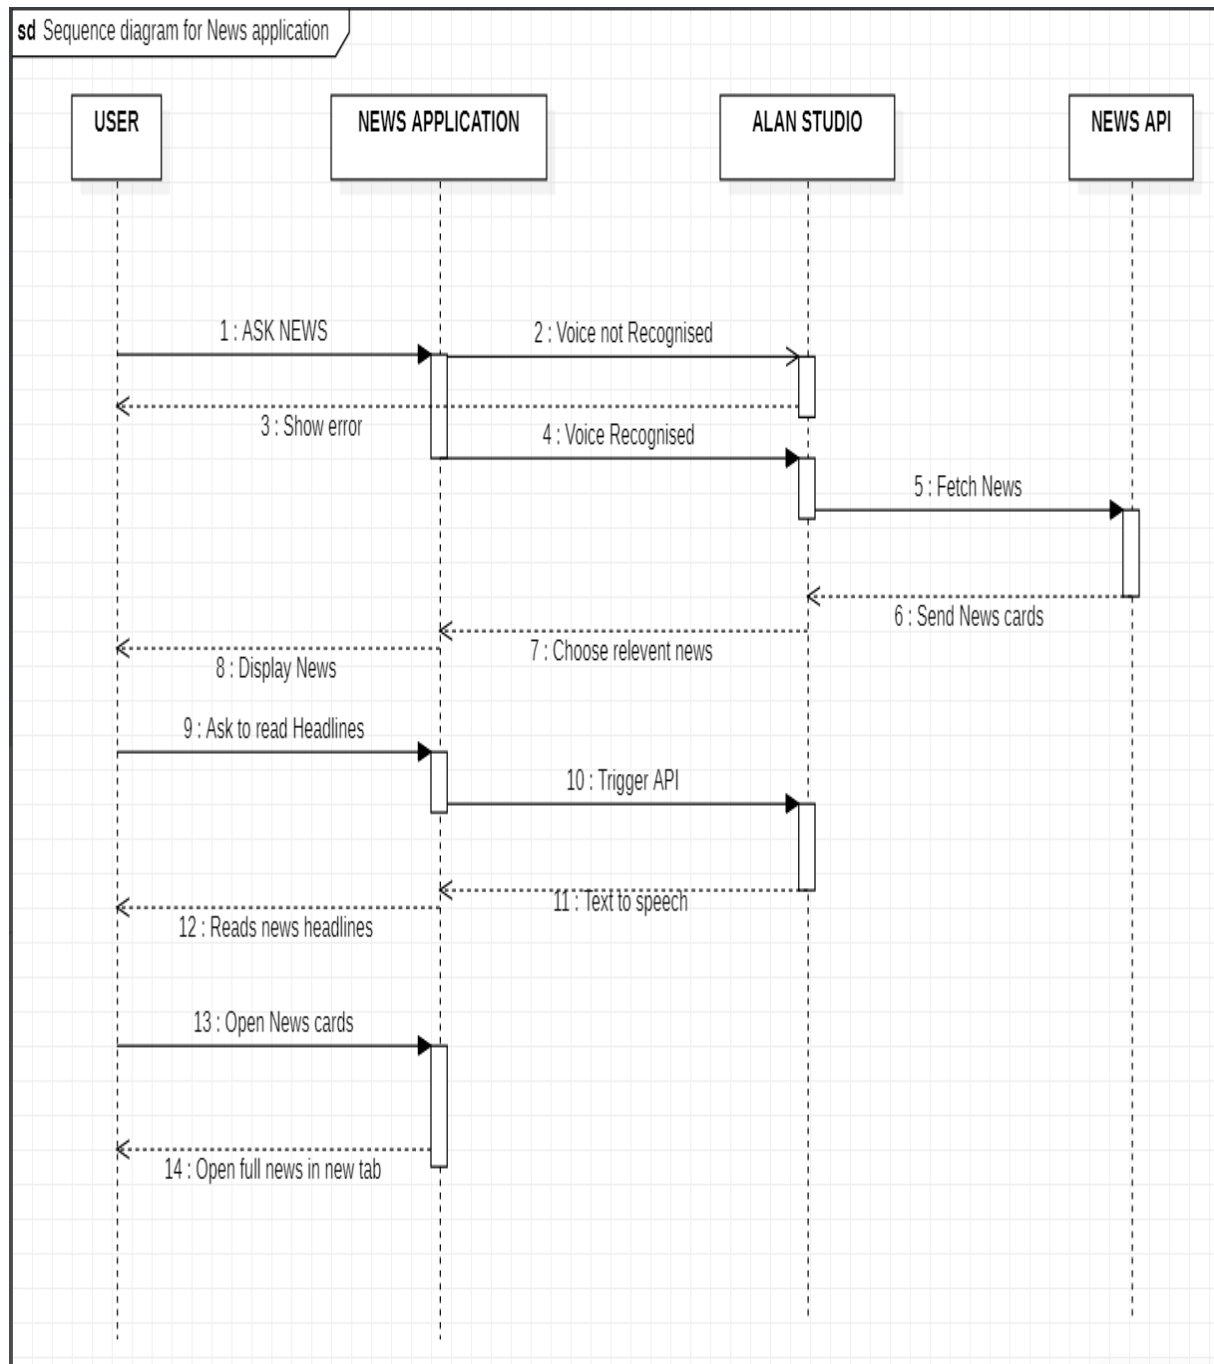 sd Sequence diagram for News application
USER
NEWS APPLICATION
ALAN STUDIO
NEWS API
1 : ASK NEWS
2 : Voice not Recognised
3 : Show error
4 : Voice Recognised
5 : Fetch News
6 : Send News cards
7 : Choose relevent news
8 : Display News
9 : Ask to read Headlines
10 : Trigger API
11 : Text to speech
12 : Reads news headlines
13 : Open News cards
14 : Open full news in new tab